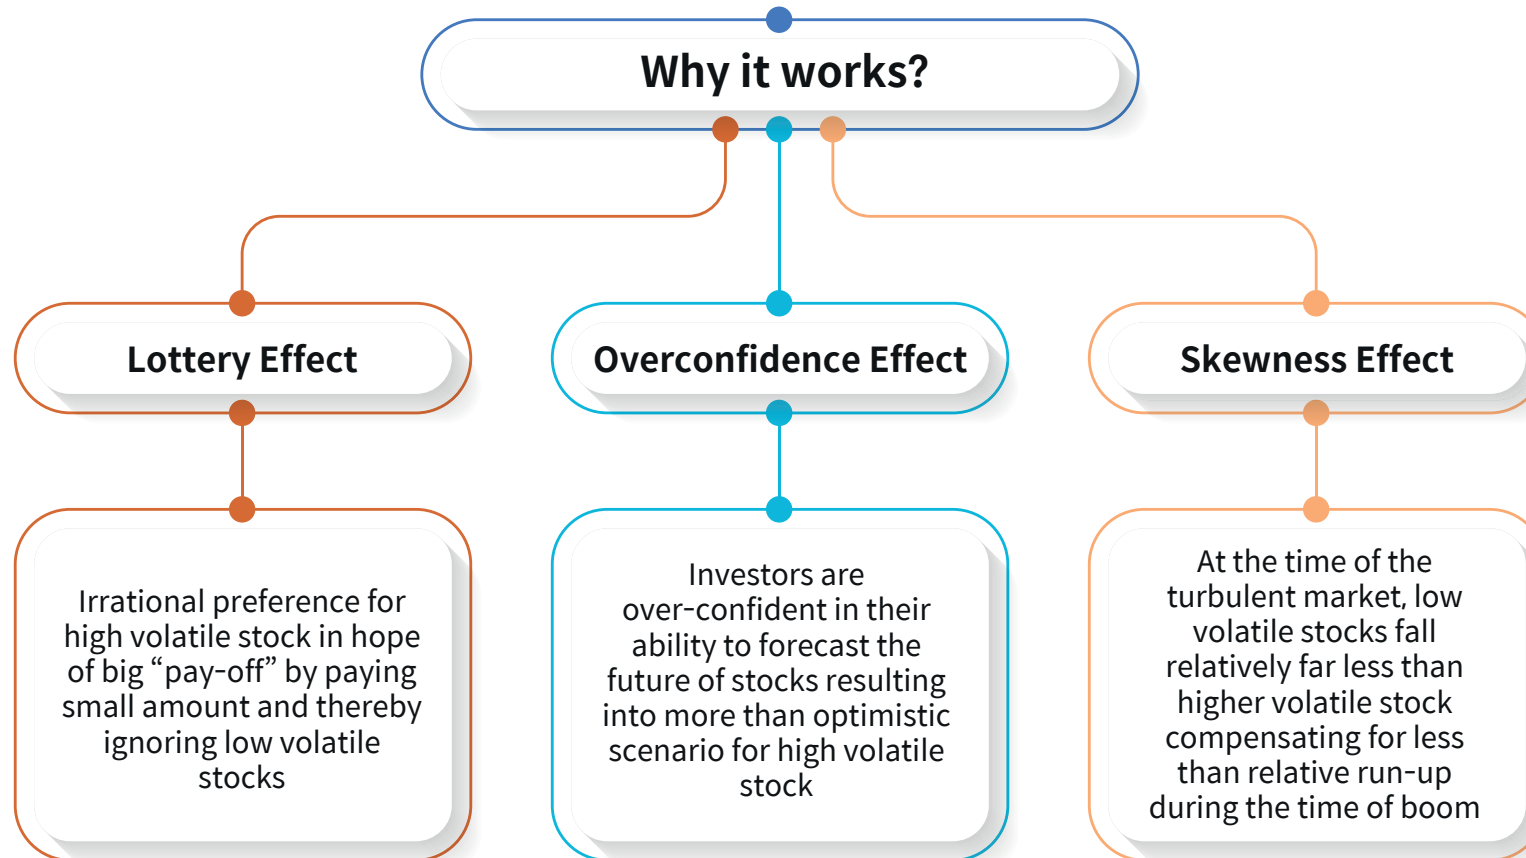 Why it works?
Lottery Effect
Overconfidence Effect
Skewness Effect
Irrational preference for
high volatile stock in hope
of big “pay-off” by paying
small amount and thereby
ignoring low volatile
stocks
Investors are
over-confident in their
ability to forecast the
future of stocks resulting
into more than optimistic
scenario for high volatile
stock
At the time of the
turbulent market, low
volatile stocks fall
relatively far less than
higher volatile stock
compensating for less
than relative run-up
during the time of boom